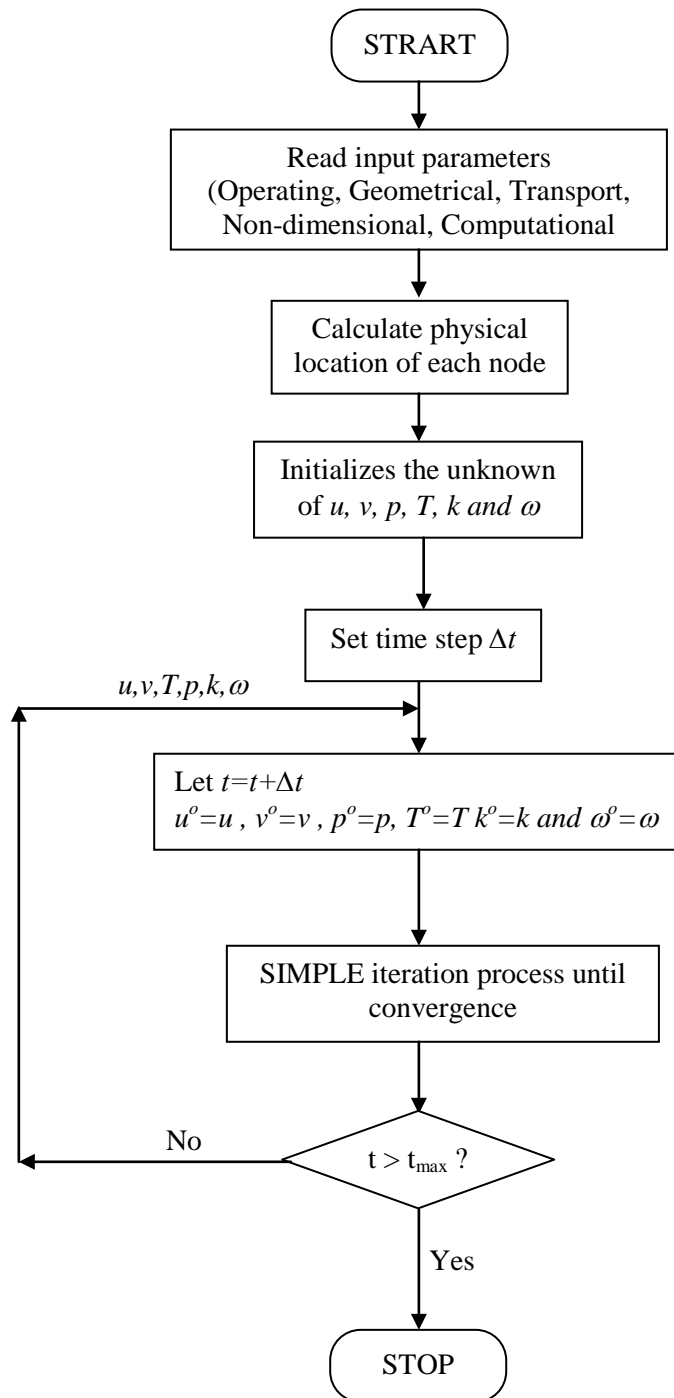 STRART
Read input parameters
(Operating, Geometrical, Transport,
Non-dimensional, Computational
Calculate physical
location of each node
Initializes the unknown
of u, v, p, T, k and ω
Set time step Δt
u,v,T,p,k,ω
Let t=t+Δt
uᵒ=u , vᵒ=v , pᵒ=p, Tᵒ=T kᵒ=k and ωᵒ=ω
SIMPLE iteration process until
convergence
No
t > tₘₐₓ ?
Yes
STOP